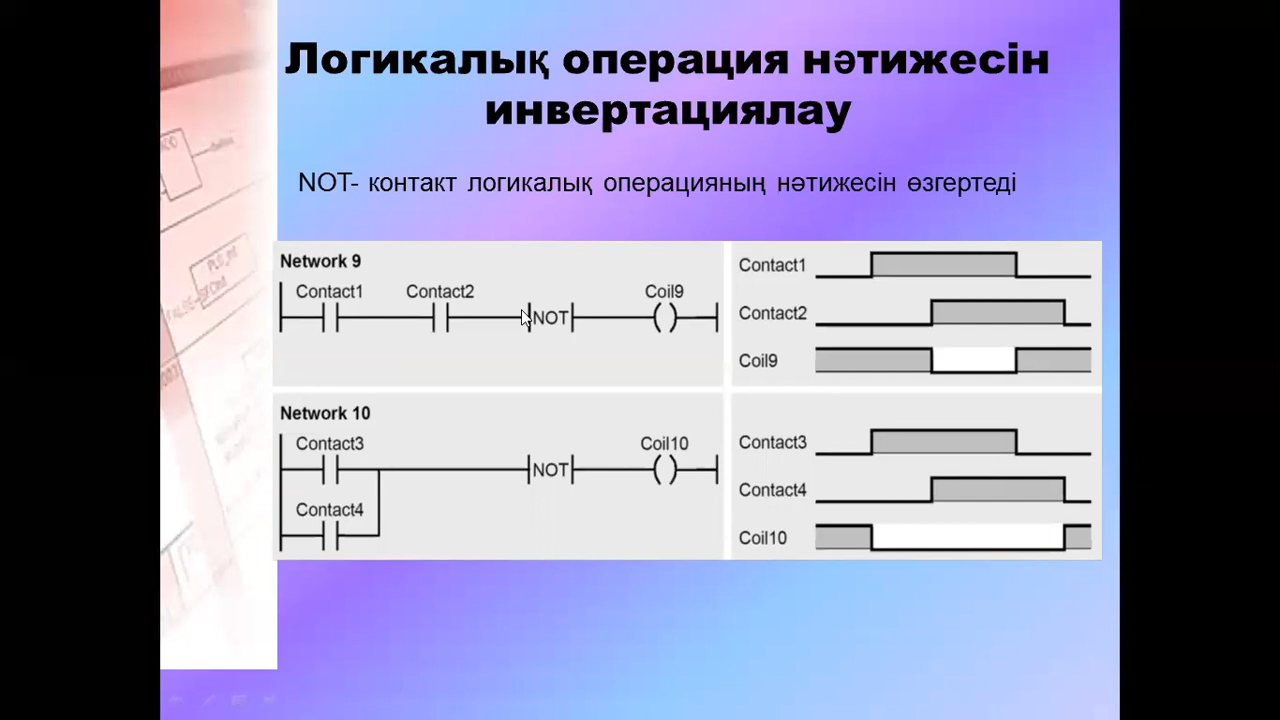 Логикалық операция нәтижесін
инвертациялау
NOT- контакт логикалық операцияның нәтижесін өзгертеді
Network 9
Contact1
Contact2
NOT
Coil9
Contact1
Contact2
Coil9
Network 10
Contact3
NOT
Coil10
Contact4
Contact3
Contact4
Coil10